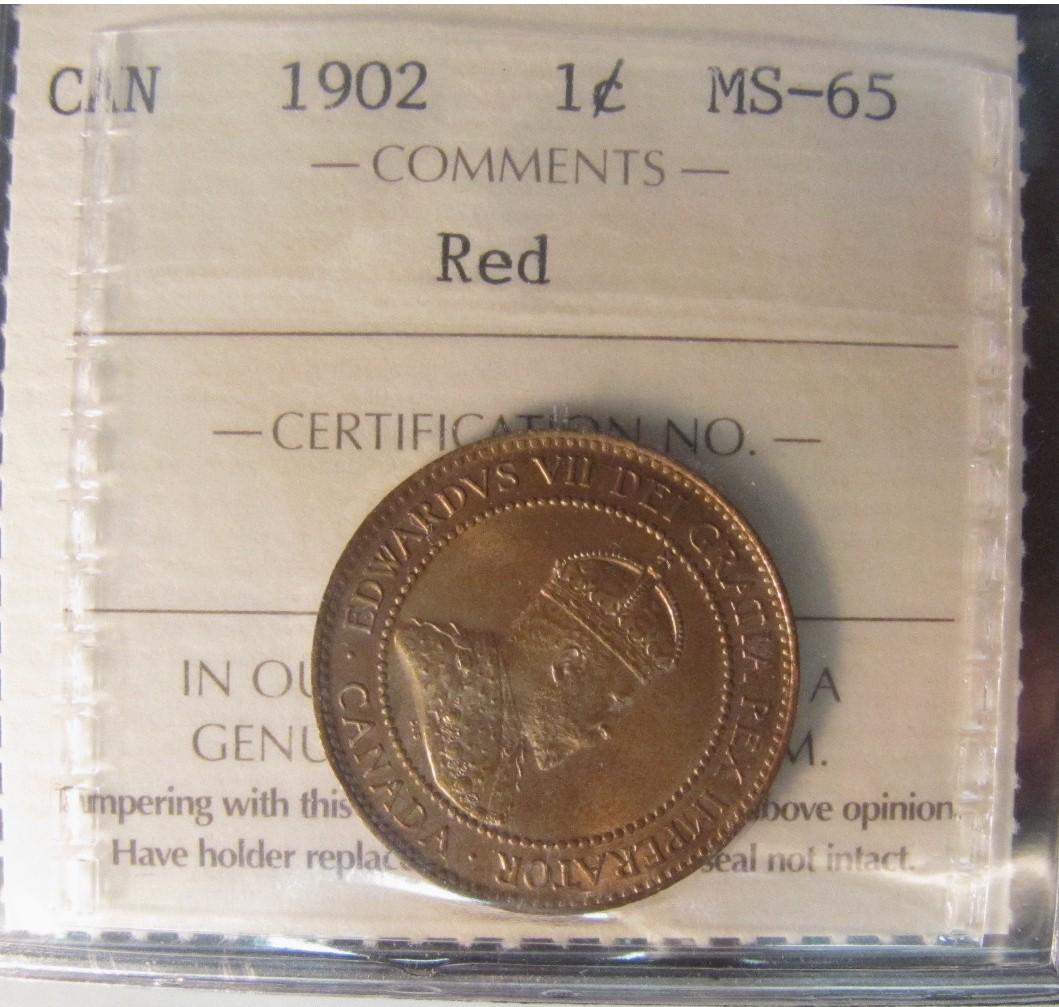 CAN 1902 1¢ MS-65
— COMMENTS —
Red
— CERTIFICATION NO. —
EDWARDVS VII DEI GRATIA REX IMPERATOR · CANADA ·
IN OU A
GENU M.
Tampering with this above opinion.
Have holder replac seal not intact.